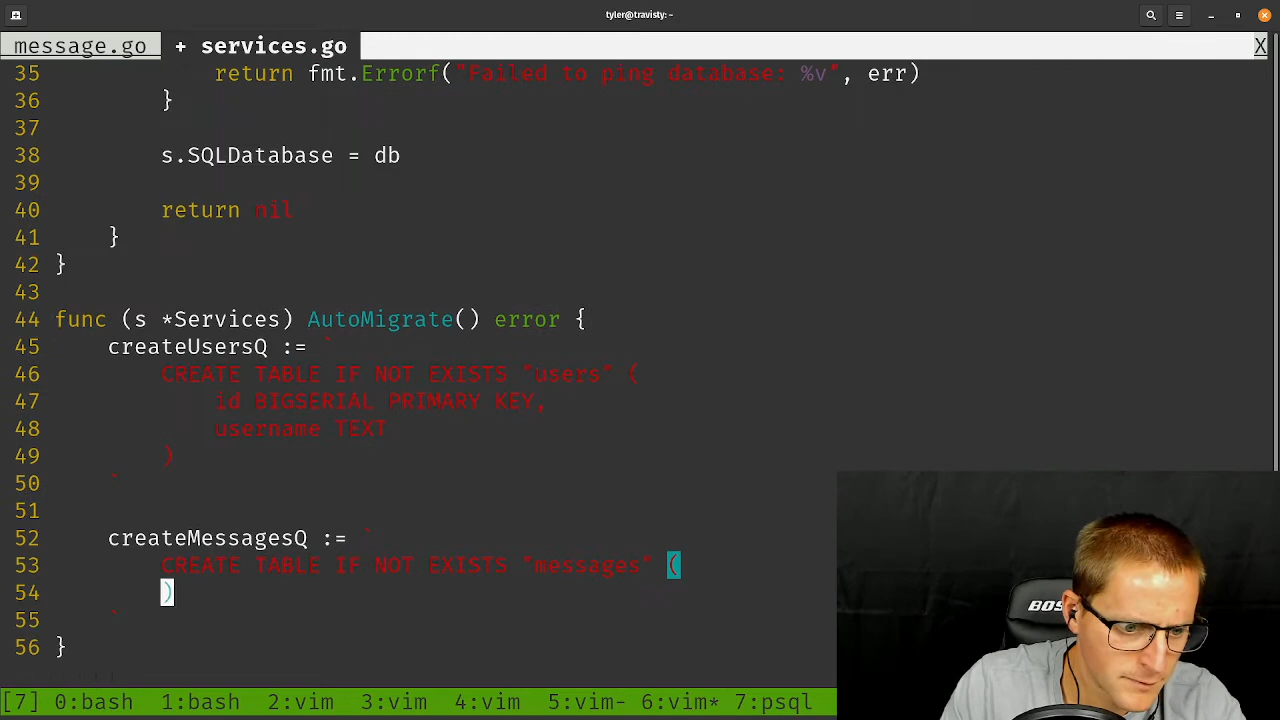 tyler@travisty:~
message.go + services.go X
35 return fmt.Errorf("Failed to ping database: %v", err)
36 }
37
38 s.SQLDatabase = db
39
40 return nil
41 }
42 }
43
44 func (s *Services) AutoMigrate() error {
45 createUsersQ := `
46 CREATE TABLE IF NOT EXISTS "users" (
47 id BIGSERIAL PRIMARY KEY,
48 username TEXT
49 )
50 `
51
52 createMessagesQ := `
53 CREATE TABLE IF NOT EXISTS "messages" (
54 )
55 `
56 }
[7] 0:bash 1:bash 2:vim 3:vim 4:vim 5:vim- 6:vim* 7:psql